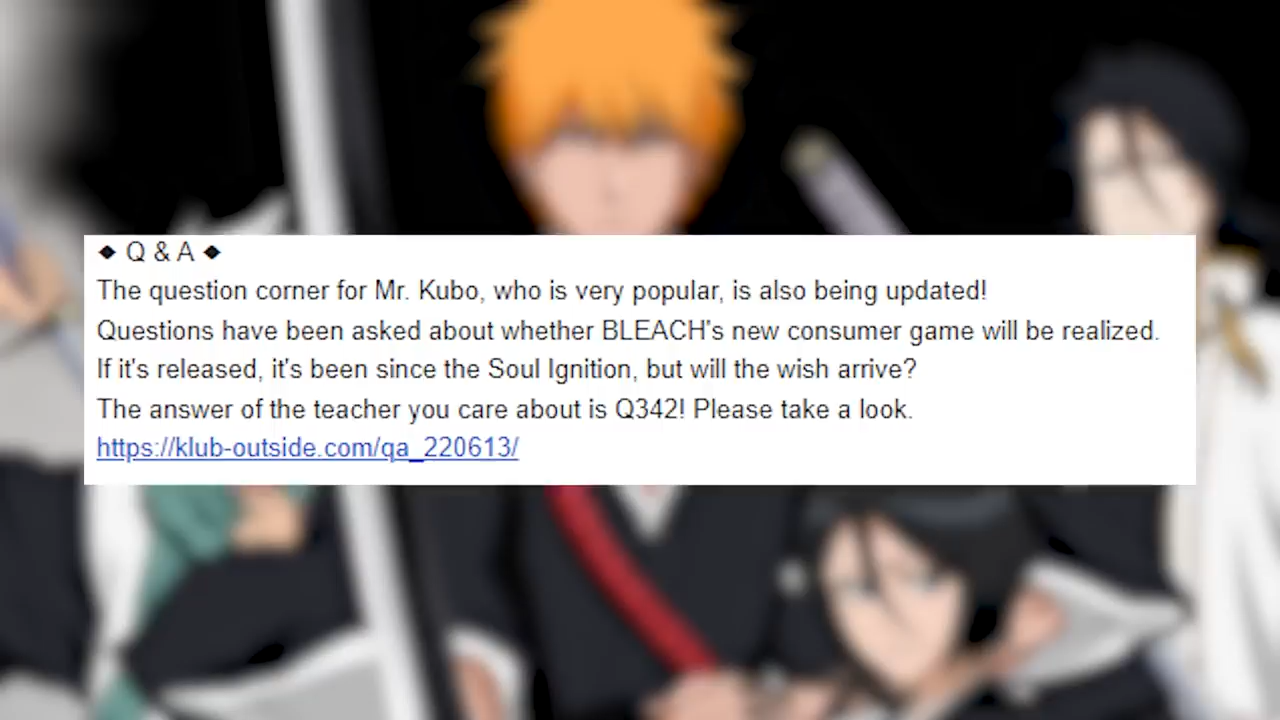 ◆ Q & A ◆
The question corner for Mr. Kubo, who is very popular, is also being updated!
Questions have been asked about whether BLEACH's new consumer game will be realized.
If it's released, it's been since the Soul Ignition, but will the wish arrive?
The answer of the teacher you care about is Q342! Please take a look.
https://klub-outside.com/qa_220613/